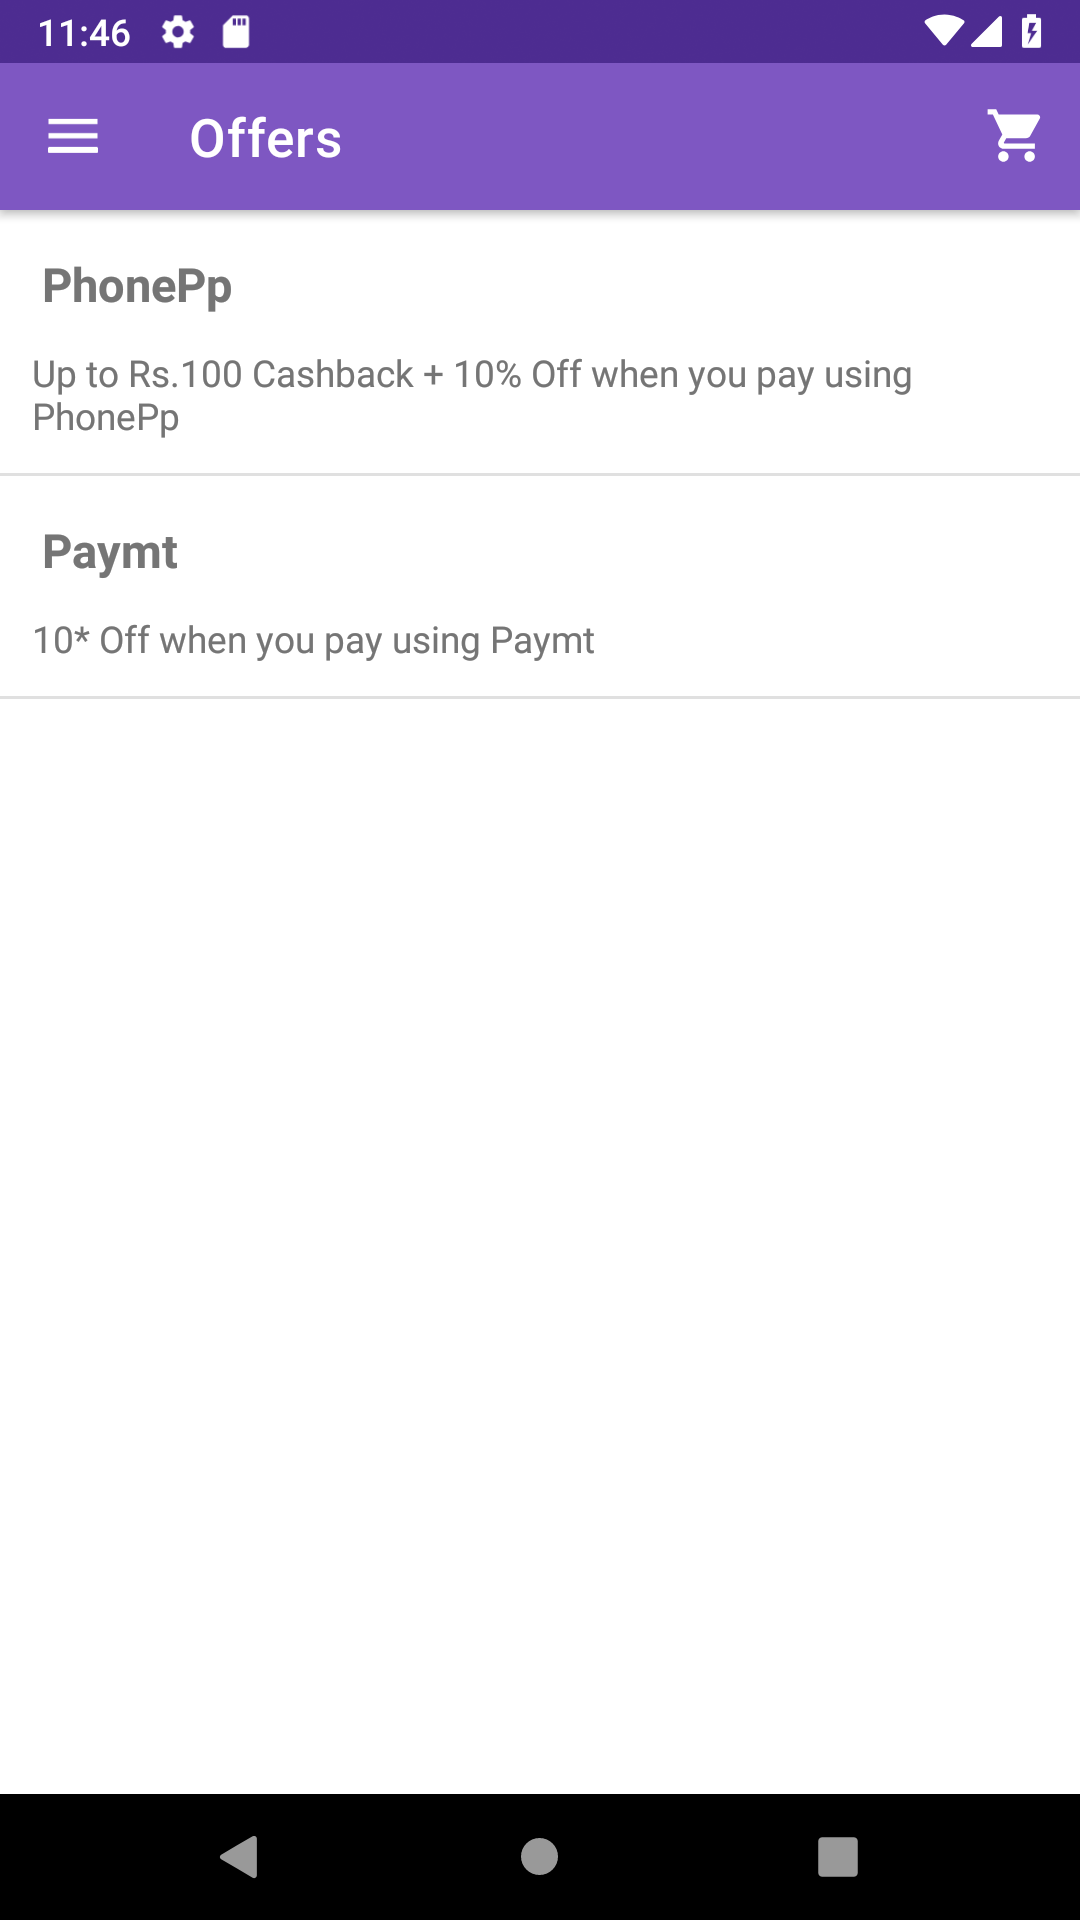 11:46
Offers
PhonePp
Up to Rs.100 Cashback + 10% Off when you pay using
PhonePp
Paymt
10* Off when you pay using Paymt